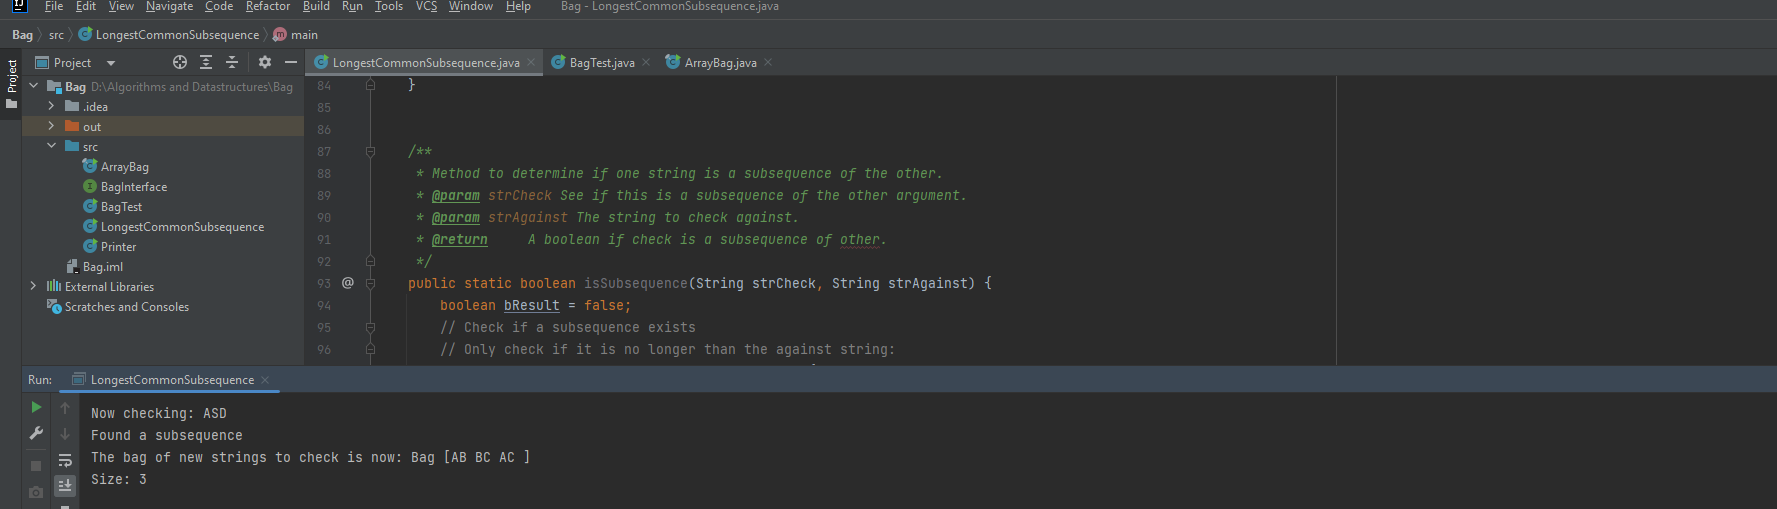 File Edit View Navigate Code Refactor Build Run Tools VCS Window Help Bag - LongestCommonSubsequence.java
Bag src LongestCommonSubsequence main
Project
Project
LongestCommonSubsequence.java BagTest.java ArrayBag.java
Bag D:\Algorithms and Datastructures\Bag
.idea
out
src
ArrayBag
BagInterface
BagTest
LongestCommonSubsequence
Printer
Bag.iml
External Libraries
Scratches and Consoles
84 }
85
86
87 /**
88 * Method to determine if one string is a subsequence of the other.
89 * @param strCheck See if this is a subsequence of the other argument.
90 * @param strAgainst The string to check against.
91 * @return A boolean if check is a subsequence of other.
92 */
93 @ public static boolean isSubsequence(String strCheck, String strAgainst) {
94 boolean bResult = false;
95 // Check if a subsequence exists
96 // Only check if it is no longer than the against string:
Run: LongestCommonSubsequence
Now checking: ASD
Found a subsequence
The bag of new strings to check is now: Bag [AB BC AC ]
Size: 3